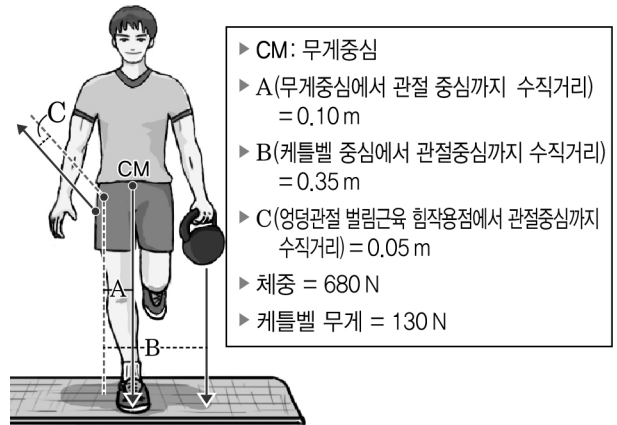 C
CM
A
B
▸ CM: 무게중심
▸ A(무게중심에서 관절 중심까지 수직거리)
= 0.10 m
▸ B(케틀벨 중심에서 관절중심까지 수직거리)
= 0.35 m
▸ C(엉덩관절 벌림근육 힘작용점에서 관절중심까지
수직거리) = 0.05 m
▸ 체중 = 680 N
▸ 케틀벨 무게 = 130 N